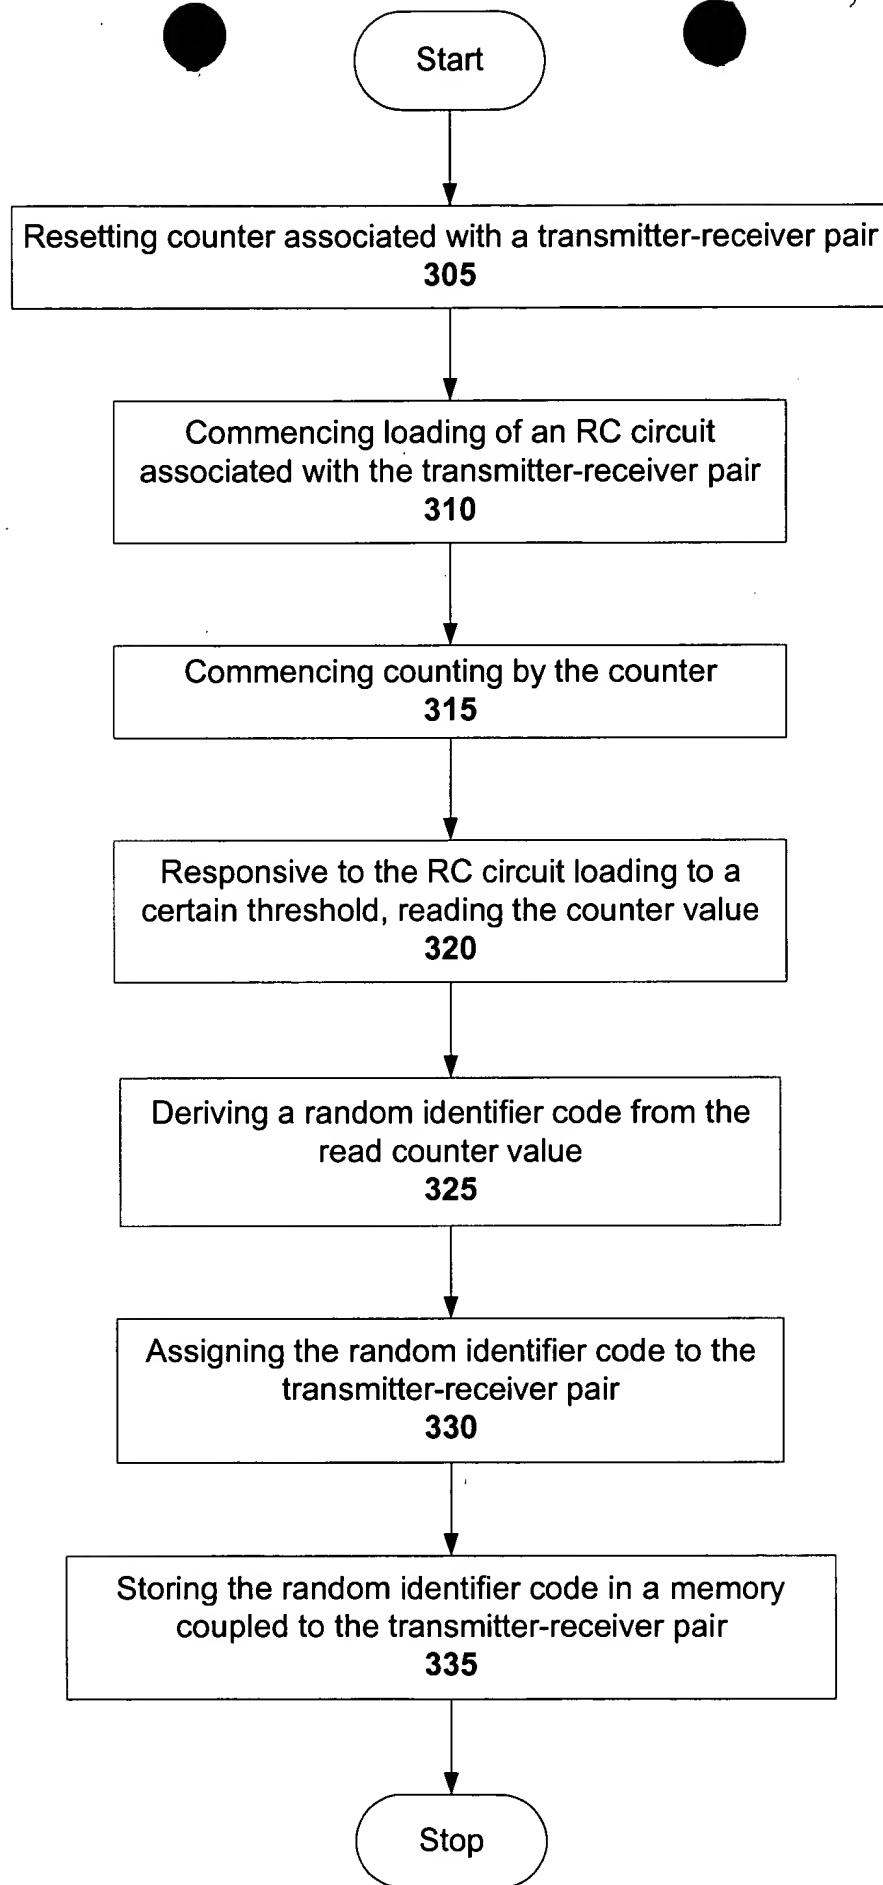 Start
Resetting counter associated with a transmitter-receiver pair
305
Commencing loading of an RC circuit
associated with the transmitter-receiver pair
310
Commencing counting by the counter
315
Responsive to the RC circuit loading to a
certain threshold, reading the counter value
320
Deriving a random identifier code from the
read counter value
325
Assigning the random identifier code to the
transmitter-receiver pair
330
Storing the random identifier code in a memory
coupled to the transmitter-receiver pair
335
Stop